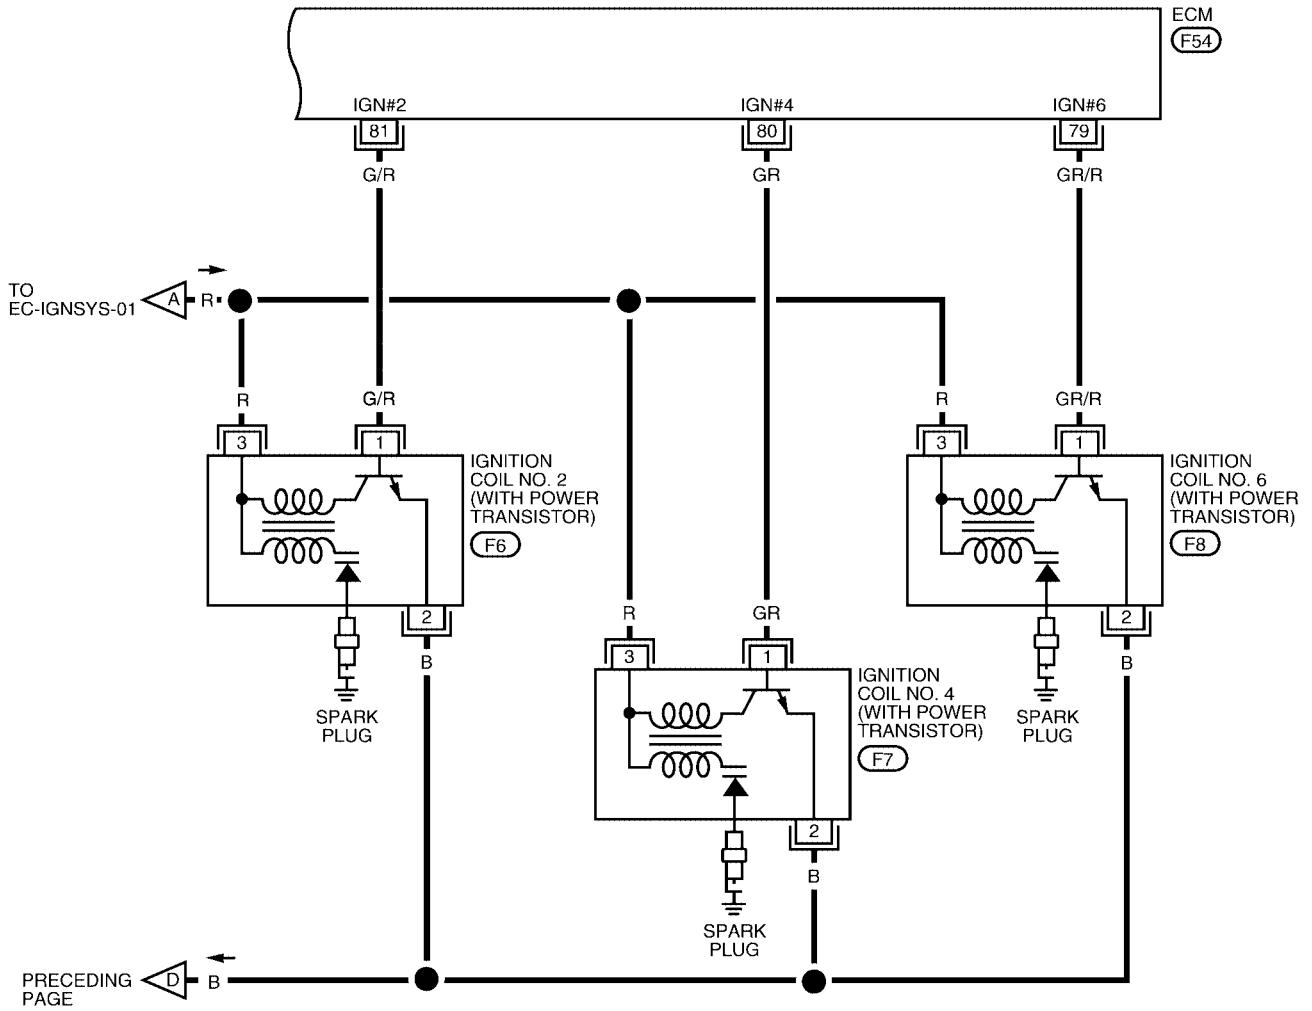 ECM
F54
IGN#2
IGN#4
IGN#6
81
80
79
G/R
GR
GR/R
TO
EC-IGNSYS-01
A
R
R
G/R
R
GR/R
3
1
3
1
IGNITION
COIL NO. 2
(WITH POWER
TRANSISTOR)
F6
IGNITION
COIL NO. 6
(WITH POWER
TRANSISTOR)
F8
2
B
SPARK
PLUG
R
GR
3
1
IGNITION
COIL NO. 4
(WITH POWER
TRANSISTOR)
F7
2
B
SPARK
PLUG
2
B
SPARK
PLUG
PRECEDING
PAGE
D
B